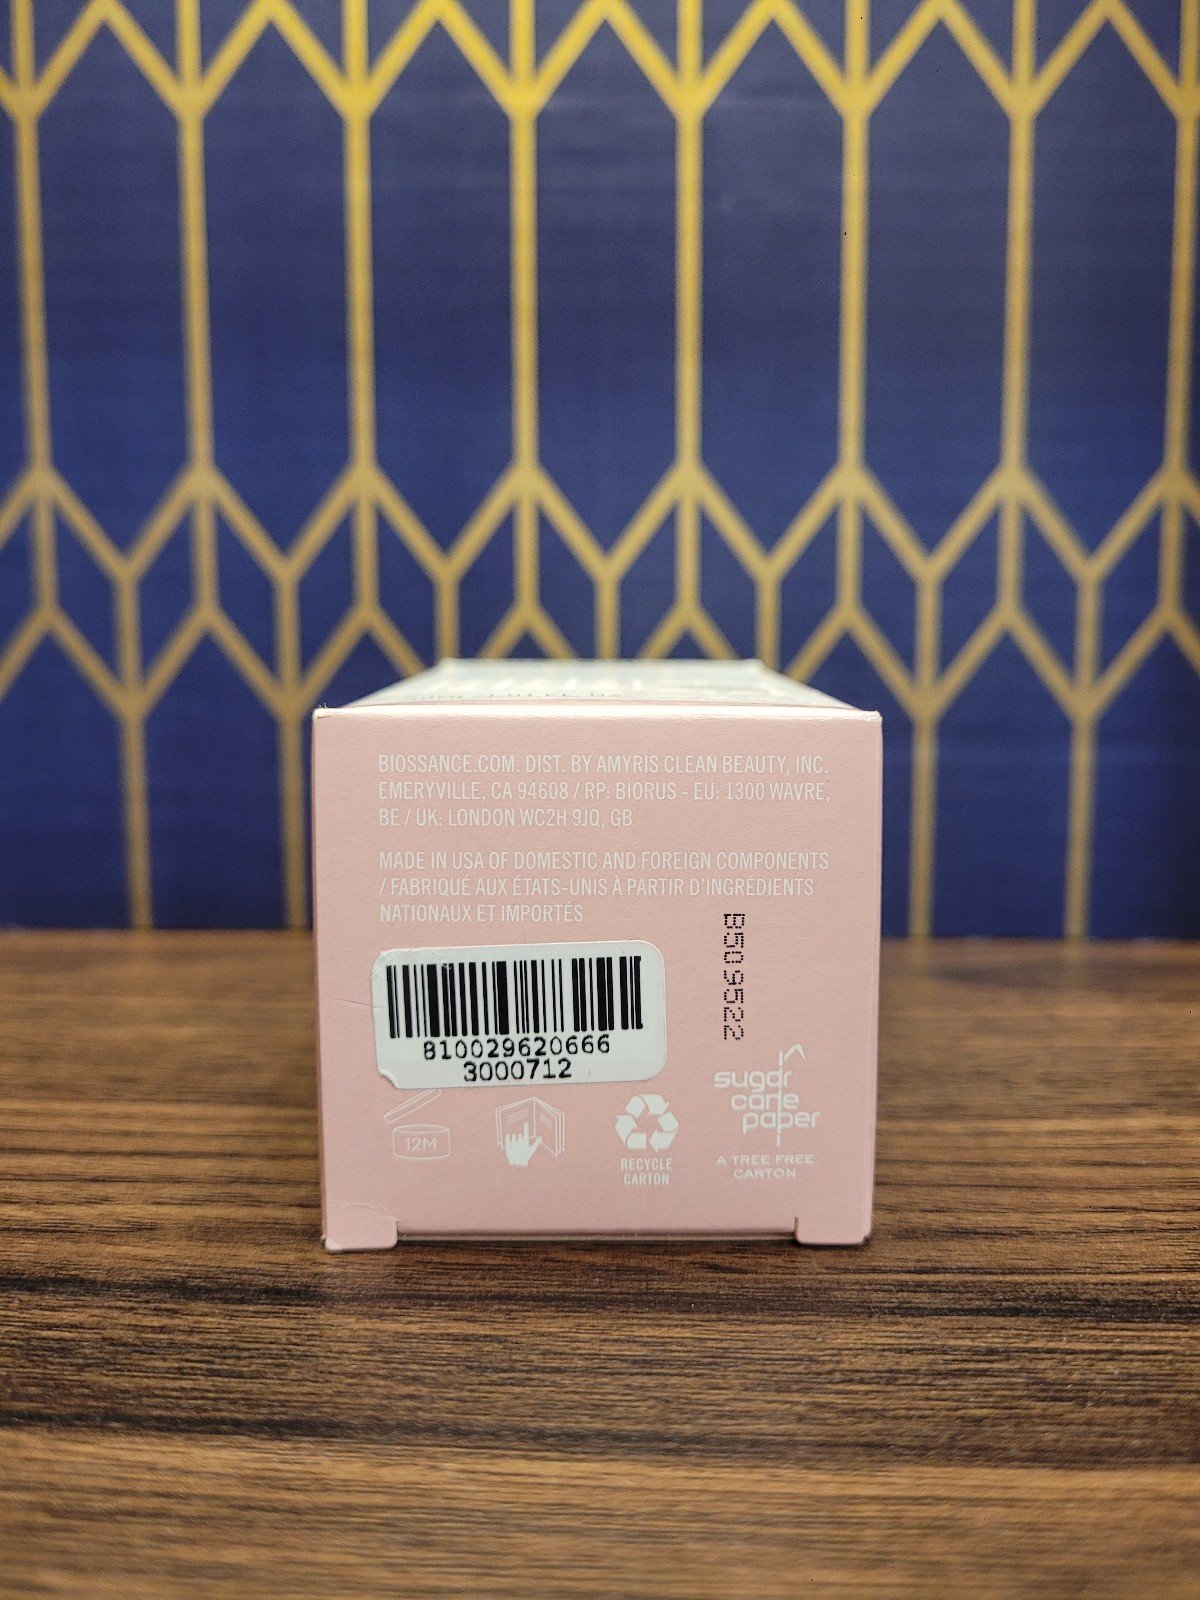 BIOSSANCE.COM. DIST. BY AMYRIS CLEAN BEAUTY, INC.
EMERYVILLE, CA 94608 / RP: BIORUS - EU: 1300 WAVRE,
BE / UK: LONDON WC2H 9JQ, GB
MADE IN USA OF DOMESTIC AND FOREIGN COMPONENTS
/ FABRIQUÉ AUX ÉTATS-UNIS À PARTIR D'INGRÉDIENTS
NATIONAUX ET IMPORTÉS
B509522
810029620666
3000712
12M
RECYCLE
CARTON
sugar
cane
paper
A TREE FREE
CARTON